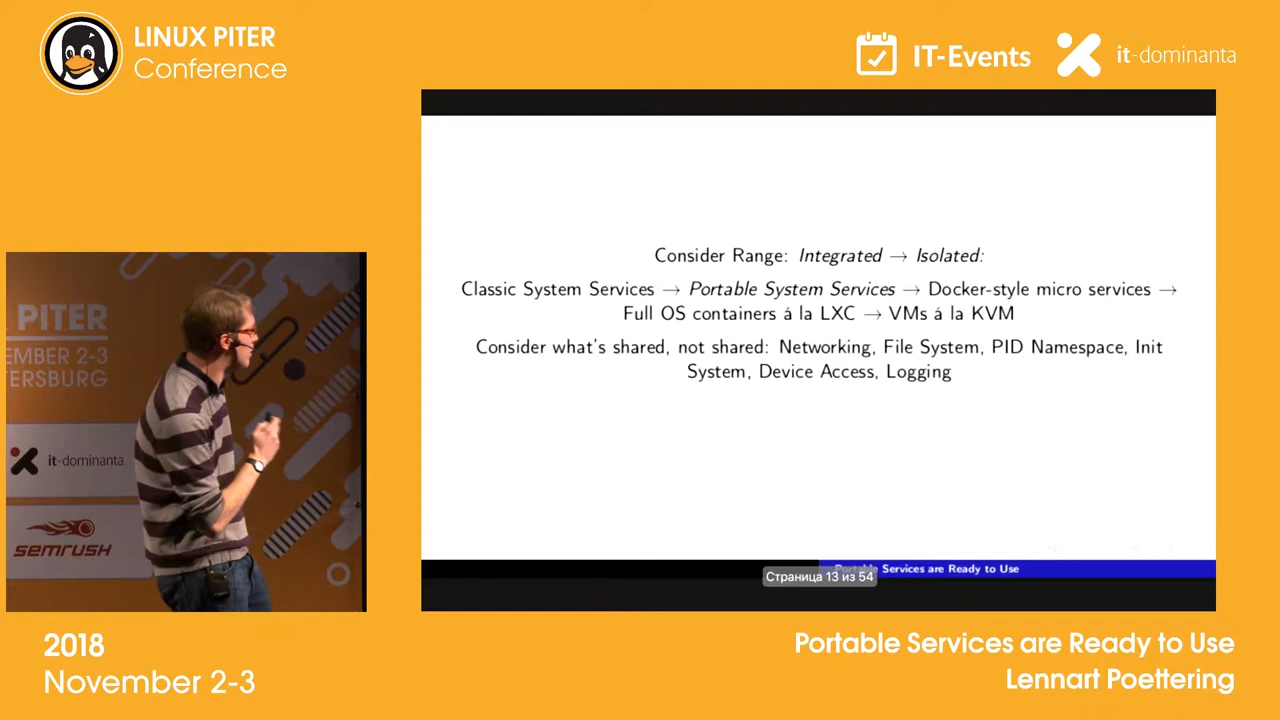 LINUX PITER
Conference
IT-Events
it-dominanta
Consider Range: Integrated → Isolated:
Classic System Services → Portable System Services → Docker-style micro services →
Full OS containers á la LXC → VMs á la KVM
Consider what's shared, not shared: Networking, File System, PID Namespace, Init
System, Device Access, Logging
Services are Ready to Use
Страница 13 из 54
PITER
EMBER 2-3
TERSBURG
it-dominanta
semrush
2018
November 2-3
Portable Services are Ready to Use
Lennart Poettering